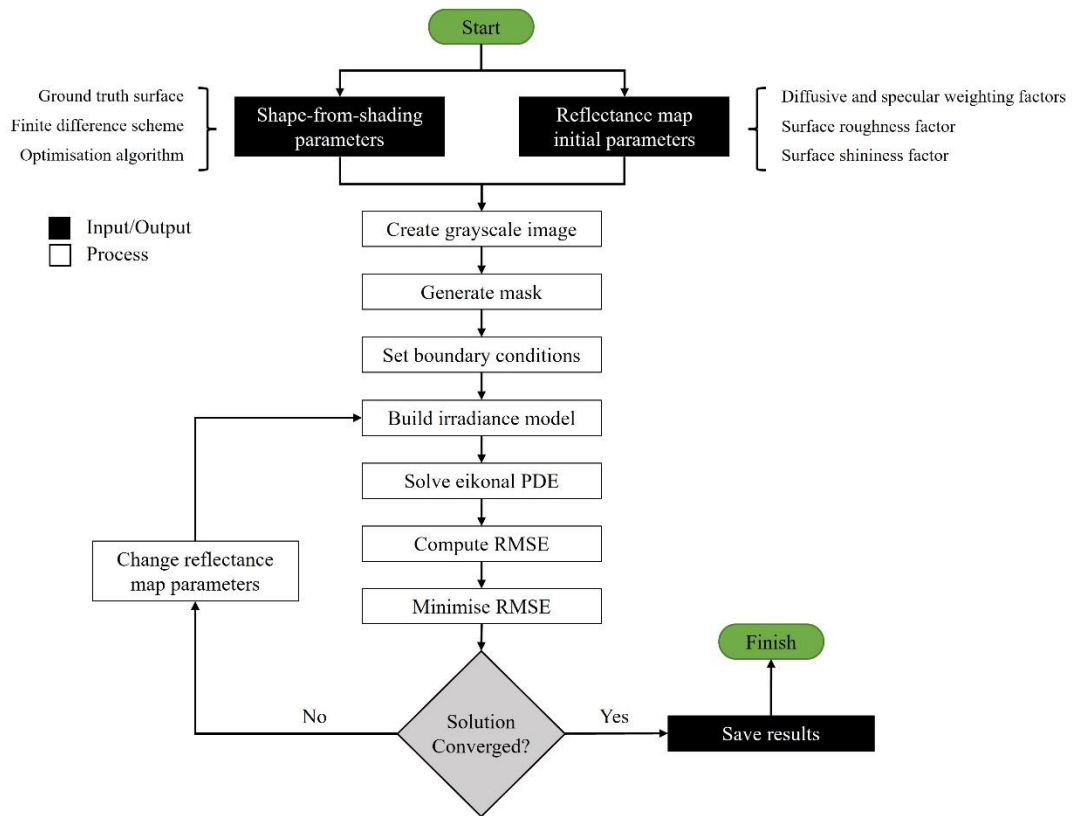 Start
Ground truth surface
Finite difference scheme
Optimisation algorithm
Shape-from-shading
parameters
Reflectance map
initial parameters
Diffusive and specular weighting factors
Surface roughness factor
Surface shininess factor
Input/Output
Process
Create grayscale image
Generate mask
Set boundary conditions
Build irradiance model
Solve eikonal PDE
Compute RMSE
Minimise RMSE
Change reflectance
map parameters
Solution
Converged?
No
Yes
Save results
Finish